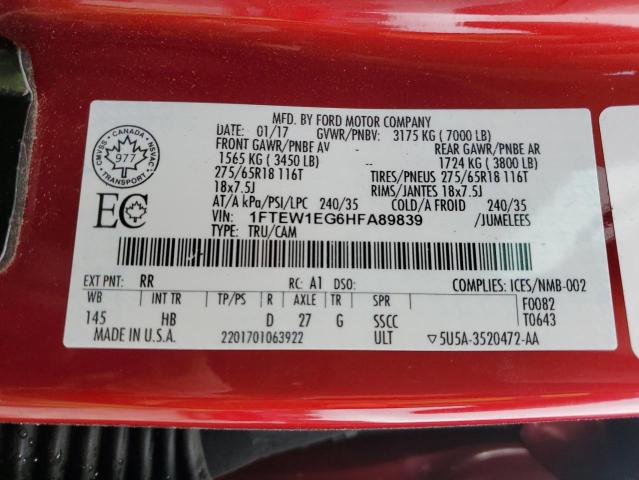 MFD. BY FORD MOTOR COMPANY
DATE: 01/17 GVWR/PNBV: 3175 KG ( 7000 LB)
FRONT GAWR/PNBE AV REAR GAWR/PNBE AR
1565 KG ( 3450 LB) 1724 KG ( 3800 LB)
275/65R18 116T TIRES/PNEUS 275/65R18 116T
18x7.5J RIMS/JANTES 18x7.5J
AT/A kPa/PSI/LPC 240/35 COLD/A FROID 240/35
VIN: 1FTEW1EG6HFA89839 /JUMELEES
TYPE: TRU/CAM
CANADA
CMVSS NSVAC
977
TRANSPORT
EC
EXT PNT: RR RC: A1 DSO: COMPLIES: ICES/NMB-002
WB INT TR TP/PS R AXLE TR SPR F0082
145 HB D 27 G SSCC T0643
MADE IN U.S.A. 2201701063922 ULT ▽5U5A-3520472-AA